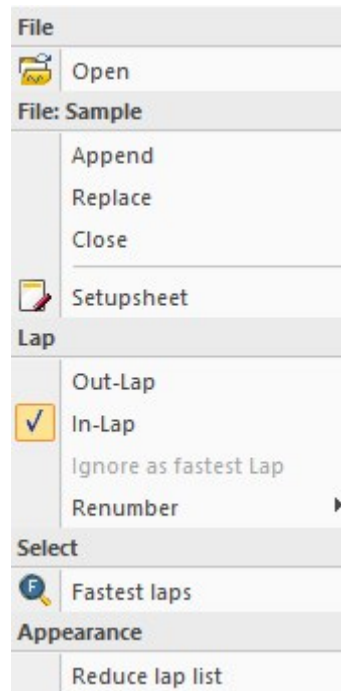 File
Open
File: Sample
Append
Replace
Close
Setupsheet
Lap
Out-Lap
In-Lap
Ignore as fastest Lap
Renumber
Select
F
Fastest laps
Appearance
Reduce lap list